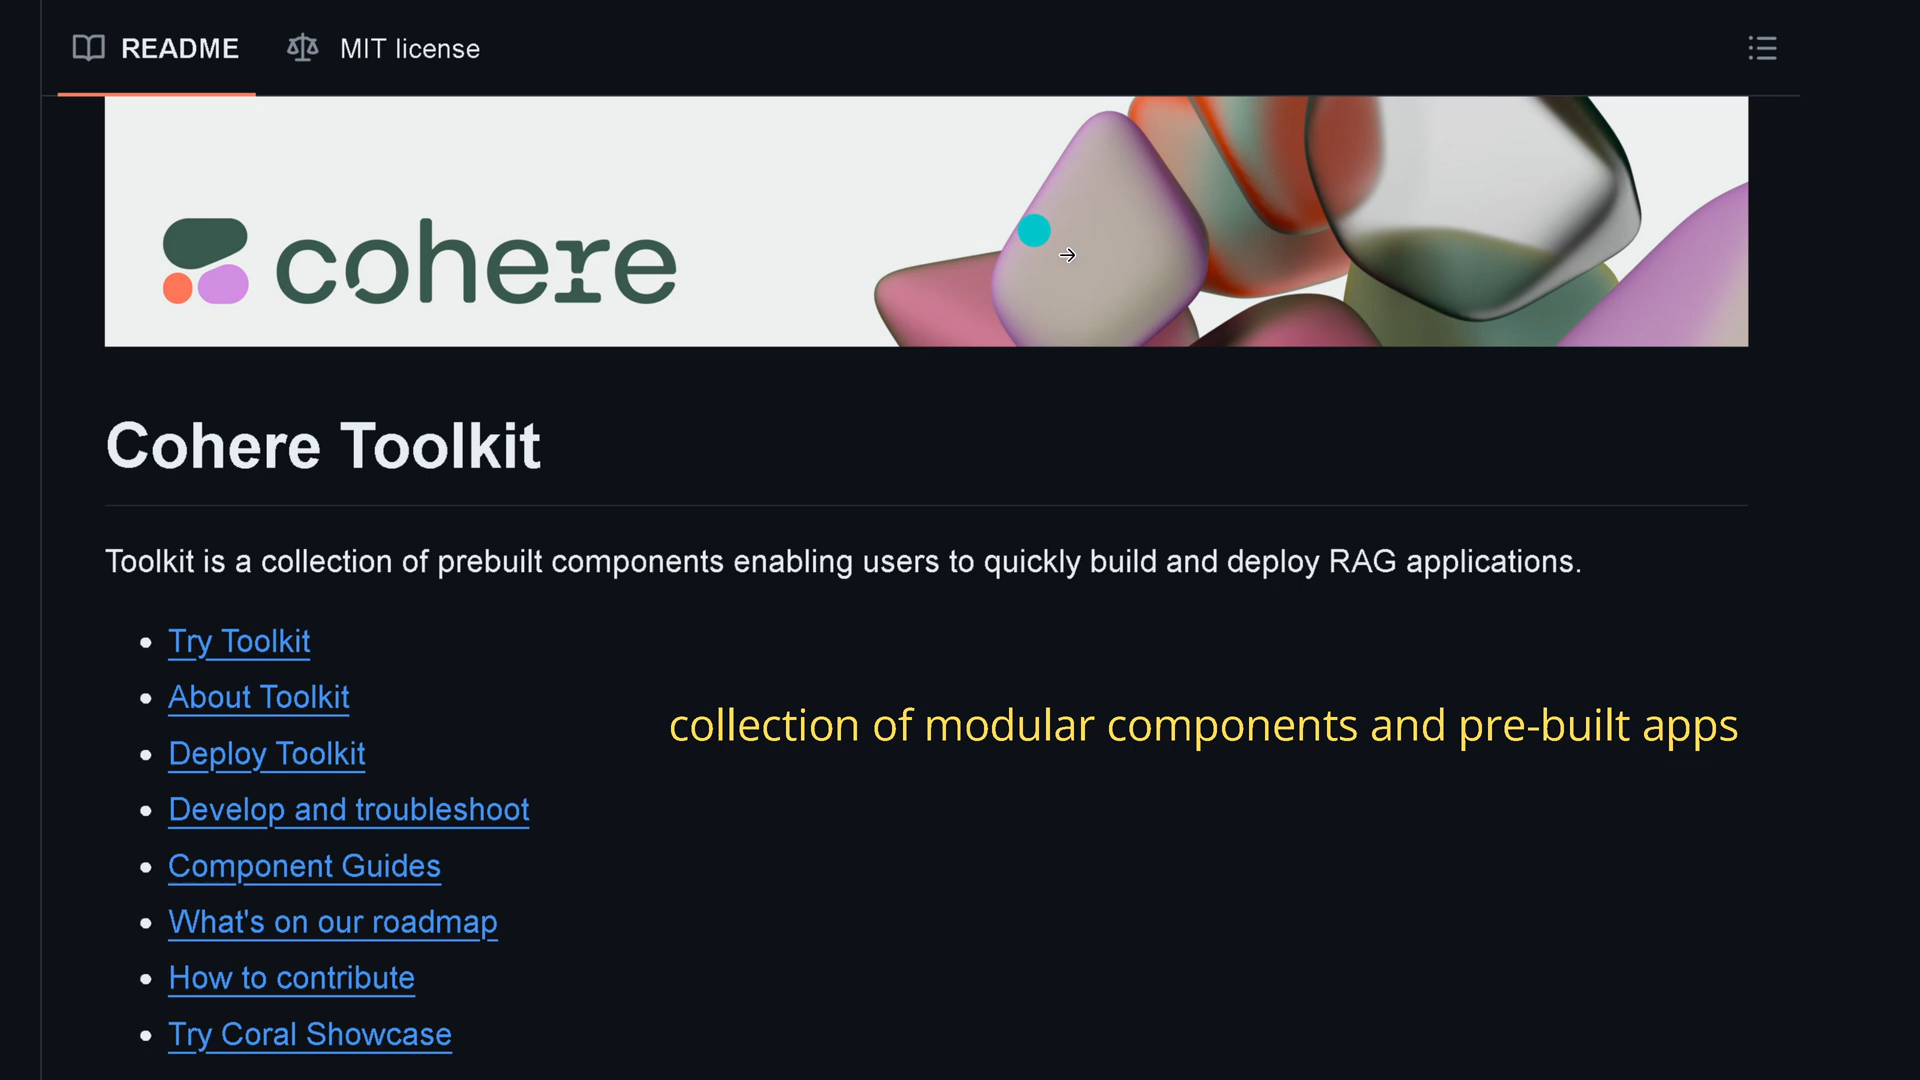 README
MIT license
cohere
Cohere Toolkit
Toolkit is a collection of prebuilt components enabling users to quickly build and deploy RAG applications.
Try Toolkit
About Toolkit
collection of modular components and pre-built apps
Deploy Toolkit
Develop and troubleshoot
Component Guides
What's on our roadmap
How to contribute
Try Coral Showcase